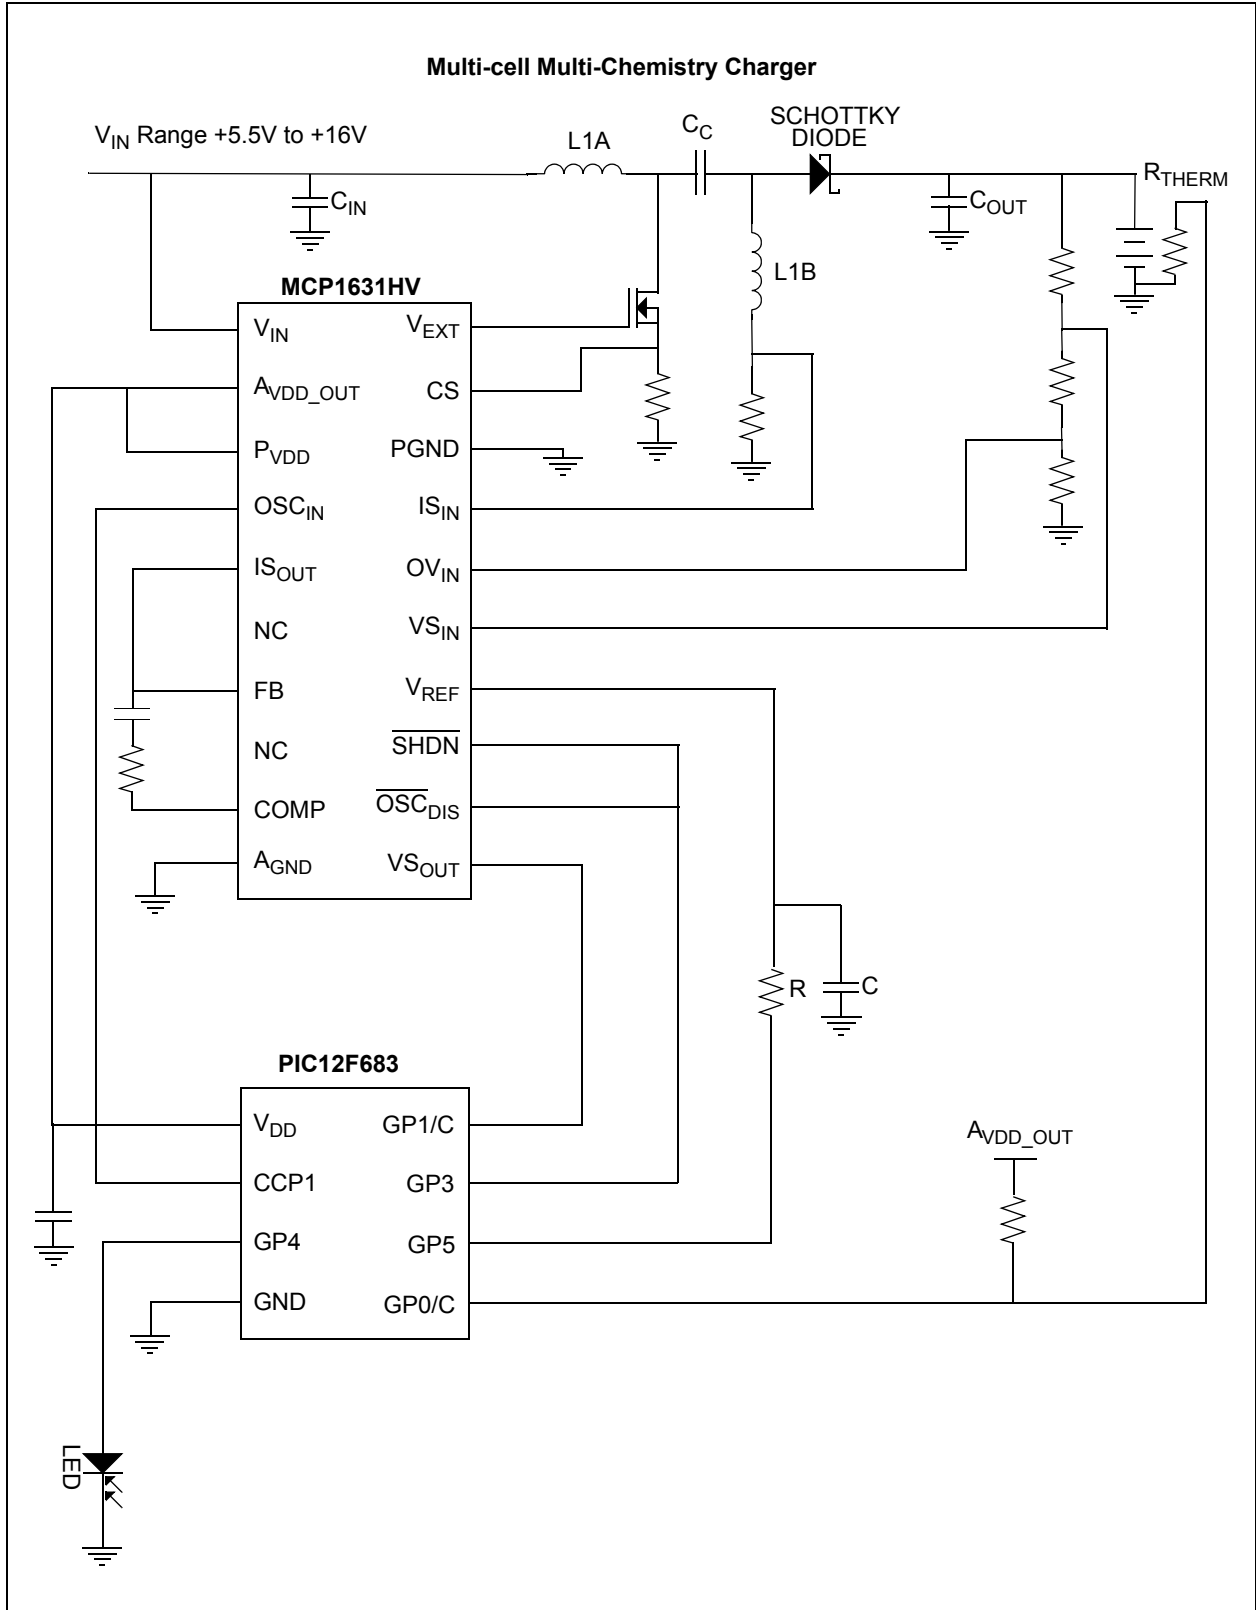 Multi-cell Multi-Chemistry Charger
VIN Range +5.5V to +16V
L1A
CC
SCHOTTKY
DIODE
RTHERM
CIN
COUT
L1B
MCP1631HV
VIN
VEXT
AVDD_OUT
CS
PVDD
PGND
OSCIN
ISIN
ISOUT
OVIN
NC
VSIN
FB
VREF
NC
SHDN
COMP
OSCDIS
AGND
VSOUT
R
C
PIC12F683
VDD
GP1/C
AVDD_OUT
CCP1
GP3
GP4
GP5
GND
GP0/C
LED